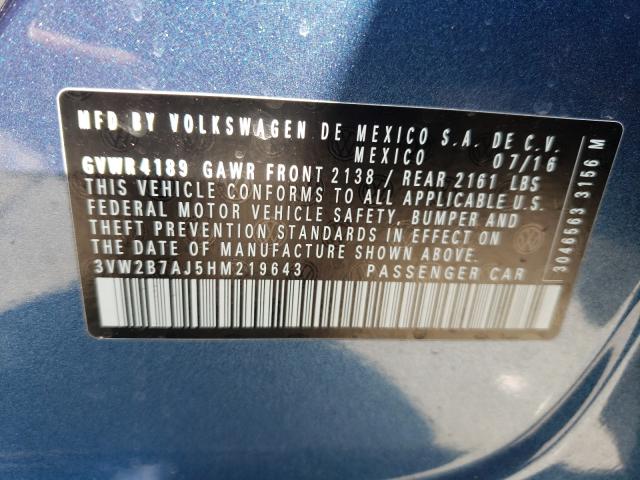 MFD BY VOLKSWAGEN DE MEXICO S.A. DE C.V.
MEXICO 07/16
GVWR 4189 GAWR FRONT 2138 / REAR 2161 LBS
THIS VEHICLE CONFORMS TO ALL APPLICABLE U.S.
FEDERAL MOTOR VEHICLE SAFETY, BUMPER AND
THEFT PREVENTION STANDARDS IN EFFECT ON
THE DATE OF MANUFACTURE SHOWN ABOVE.
3VW2B7AJ5HM219643 PASSENGER CAR
3046563 3156 M